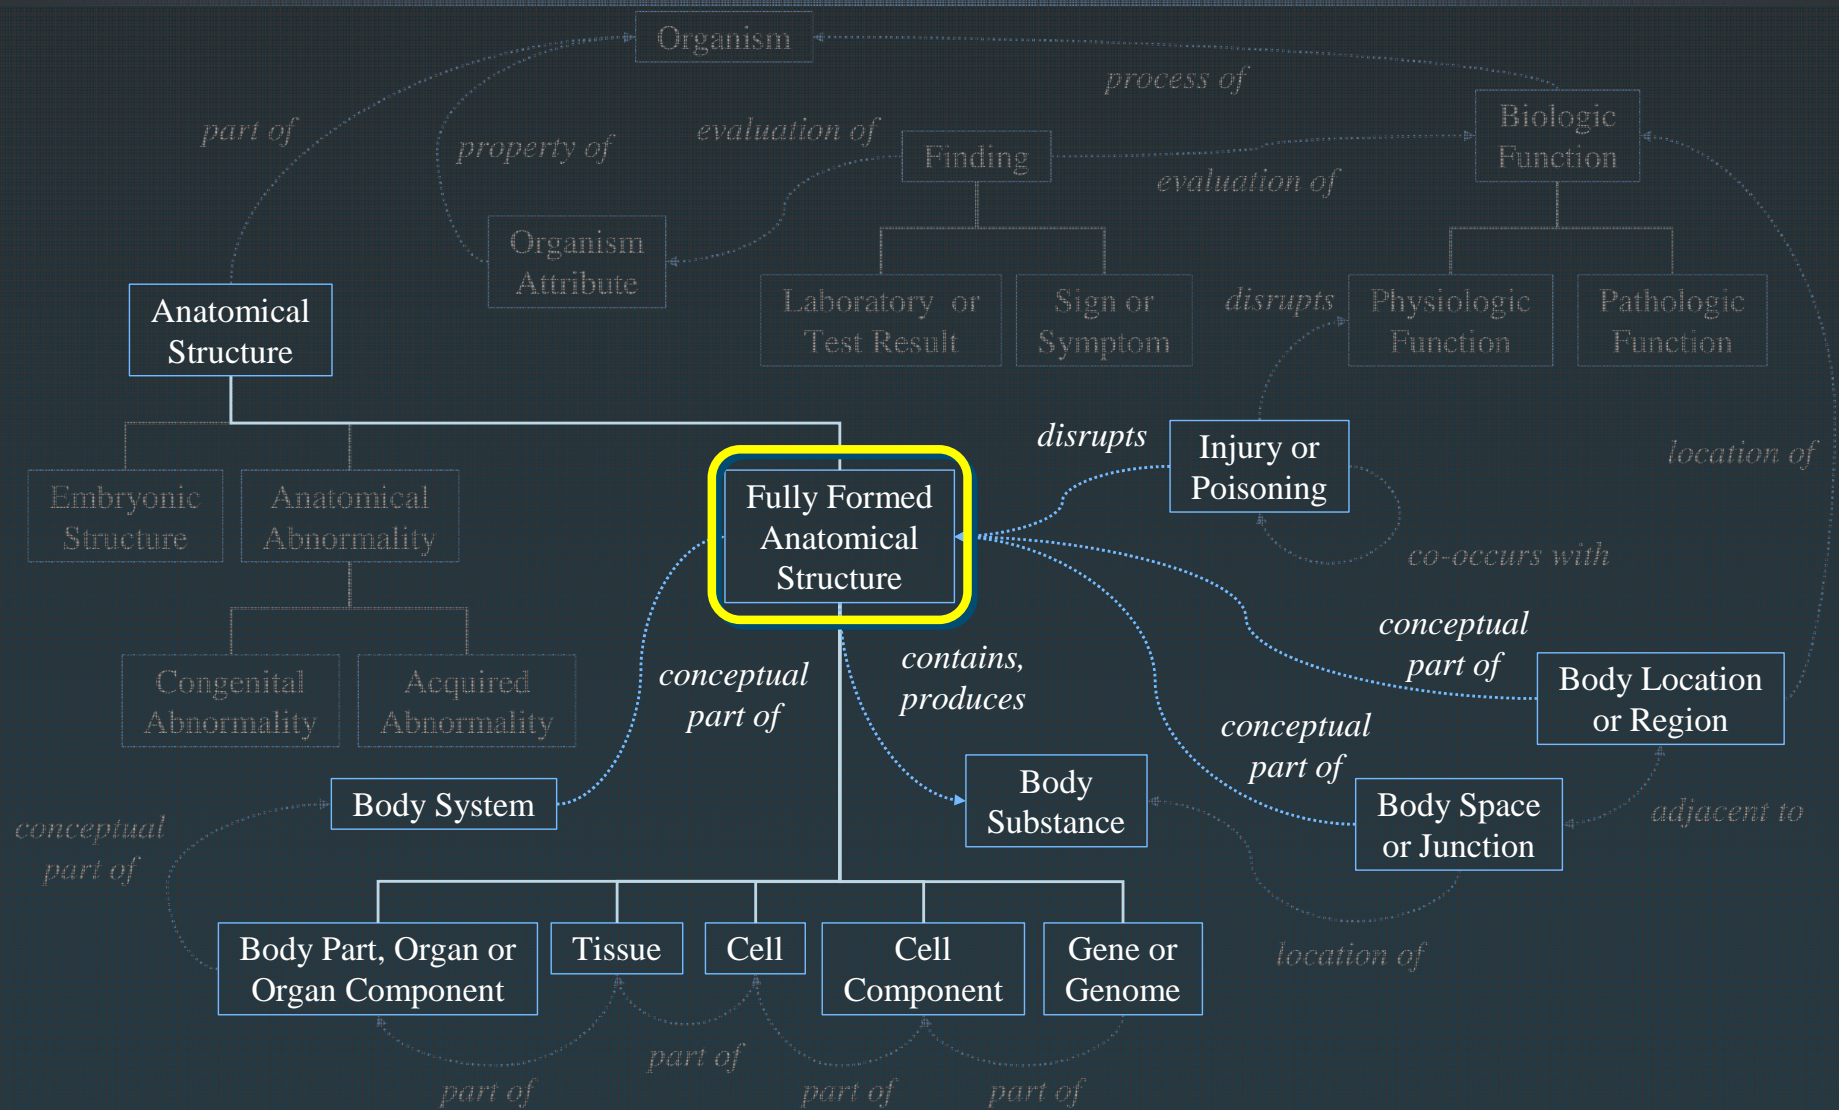 Organism
process of
Biologic
Function
part of
property of
evaluation of
Finding
evaluation of
Organism
Attribute
Laboratory or
Test Result
Sign or
Symptom
disrupts
Physiologic
Function
Pathologic
Function
Anatomical
Structure
disrupts
Injury or
Poisoning
location of
Embryonic
Structure
Anatomical
Abnormality
Fully Formed
Anatomical
Structure
co-occurs with
Congenital
Abnormality
Acquired
Abnormality
conceptual
part of
contains,
produces
conceptual
part of
Body Location
or Region
conceptual
part of
Body System
Body
Substance
Body Space
or Junction
adjacent to
conceptual
part of
Body Part, Organ or
Organ Component
Tissue
Cell
Cell
Component
Gene or
Genome
location of
part of
part of
part of
part of